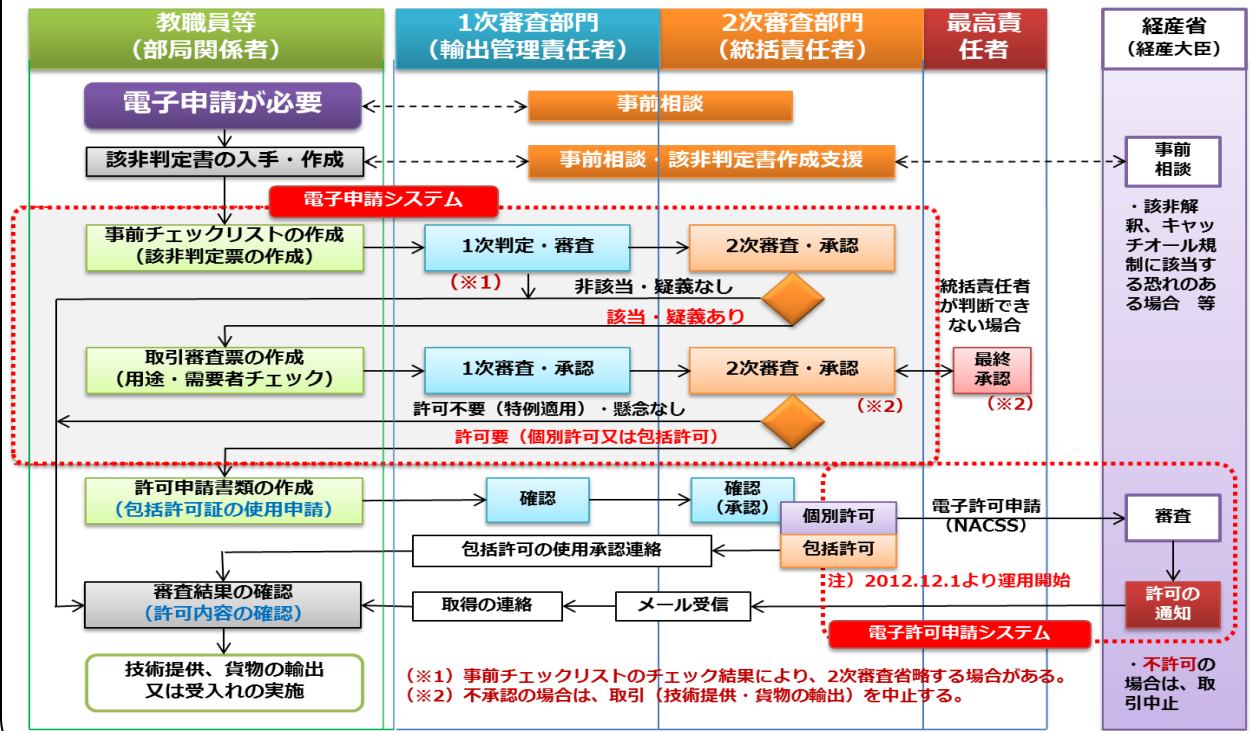 教職員等
(部局関係者)
1次審査部門
(輸出管理責任者)
2次審査部門
(統括責任者)
最高責
任者
経産省
(経産大臣)
電子申請が必要
事前相談
該非判定書の入手・作成
事前相談・該非判定書作成支援
事前
相談
電子申請システム
・該非解
釈、キャッ
チオール規
制に該当す
る恐れのあ
る場合 等
事前チェックリストの作成
(該非判定票の作成)
1次判定・審査
2次審査・承認
(※1)
非該当・疑義なし
該当・疑義あり
統括責任者
が判断でき
ない場合
取引審査票の作成
(用途・需要者チェック)
1次審査・承認
2次審査・承認
最終
承認
(※2)
(※2)
許可不要(特例適用)・懸念なし
許可要(個別許可又は包括許可)
許可申請書類の作成
(包括許可証の使用申請)
確認
確認
(承認)
個別許可
包括許可
電子許可申請
(NACSS)
審査
包括許可の使用承認連絡
注)2012.12.1より運用開始
審査結果の確認
(許可内容の確認)
取得の連絡
メール受信
許可の
通知
電子許可申請システム
技術提供、貨物の輸出
又は受入れの実施
(※1)事前チェックリストのチェック結果により、2次審査省略する場合がある。
(※2)不承認の場合は、取引(技術提供・貨物の輸出)を中止する。
・不許可の
場合は、取
引中止